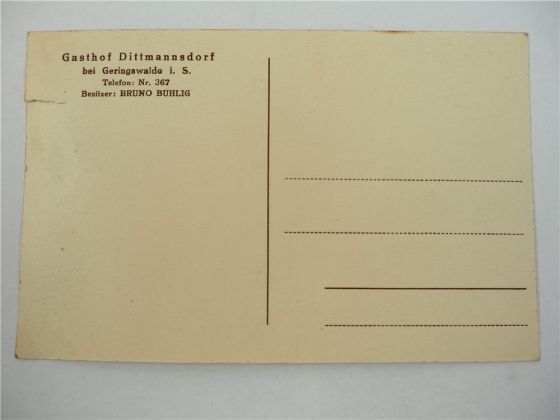 Gasthof Dittmannsdorf
bei Geringswalde i. S.
Telefon: Nr. 367
Besitzer: BRUNO BUHLIG